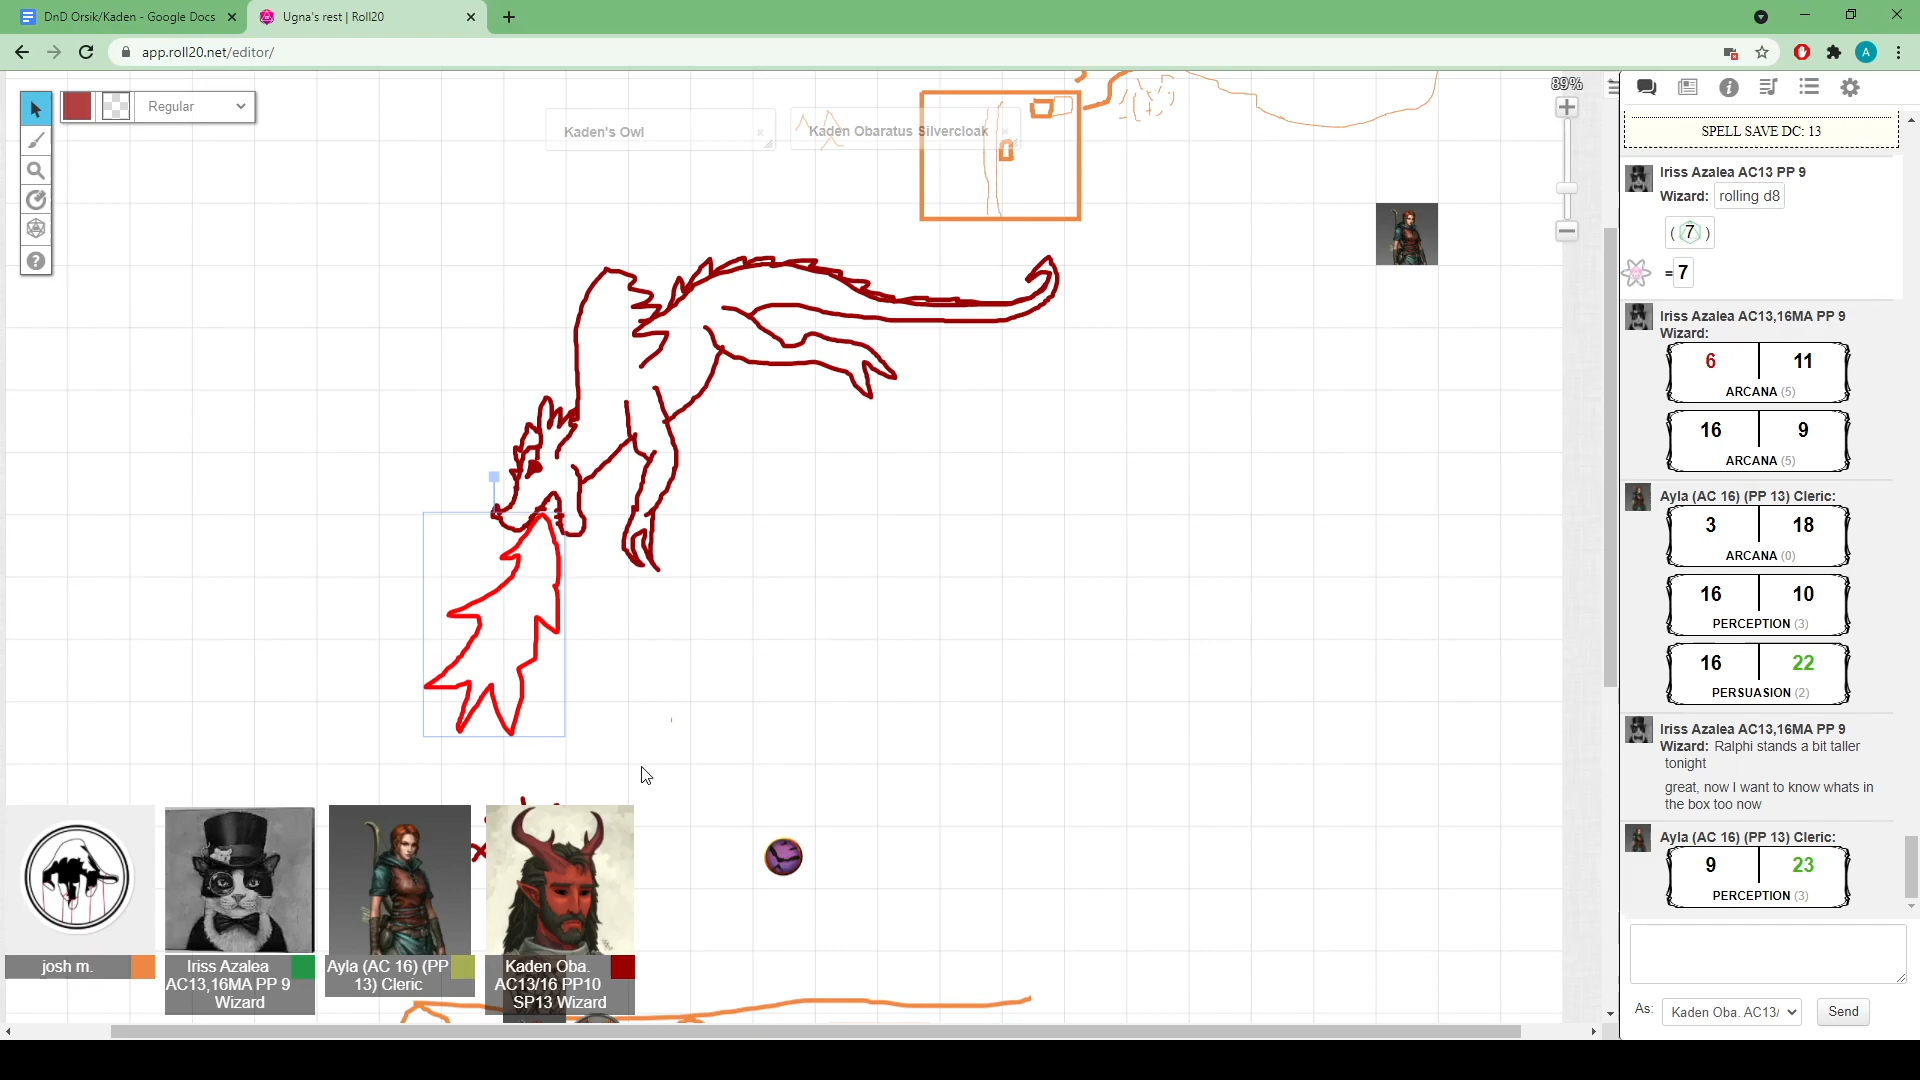 DnD Orsik/Kaden - Google Docs
Ugna's rest | Roll20
app.roll20.net/editor/
A
Regular
Kaden's Owl
Kaden Obaratus Silvercloak
89%
SPELL SAVE DC: 13
Iriss Azalea AC13 PP 9
Wizard: rolling d8
( 7 )
=7
Iriss Azalea AC13,16MA PP 9
Wizard:
6 11
ARCANA (5)
16 9
ARCANA (5)
Ayla (AC 16) (PP 13) Cleric:
3 18
ARCANA (0)
16 10
PERCEPTION (3)
16 22
PERSUASION (2)
Iriss Azalea AC13,16MA PP 9
Wizard: Ralphi stands a bit taller
tonight
great, now I want to know whats in
the box too now
Ayla (AC 16) (PP 13) Cleric:
9 23
PERCEPTION (3)
josh m.
Iriss Azalea
AC13,16MA PP 9
Wizard
Ayla (AC 16) (PP
13) Cleric
Kaden Oba.
AC13/16 PP10
SP13 Wizard
As: Kaden Oba. AC13/ Send